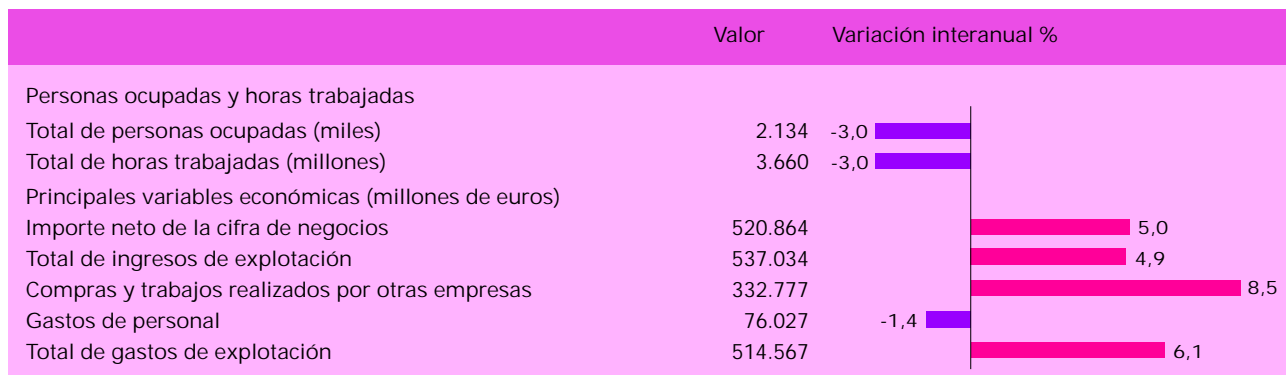 Valor Variación interanual %
Personas ocupadas y horas trabajadas
Total de personas ocupadas (miles) 2.134 -3,0
Total de horas trabajadas (millones) 3.660 -3,0
Principales variables económicas (millones de euros)
Importe neto de la cifra de negocios 520.864 5,0
Total de ingresos de explotación 537.034 4,9
Compras y trabajos realizados por otras empresas 332.777 8,5
Gastos de personal 76.027 -1,4
Total de gastos de explotación 514.567 6,1